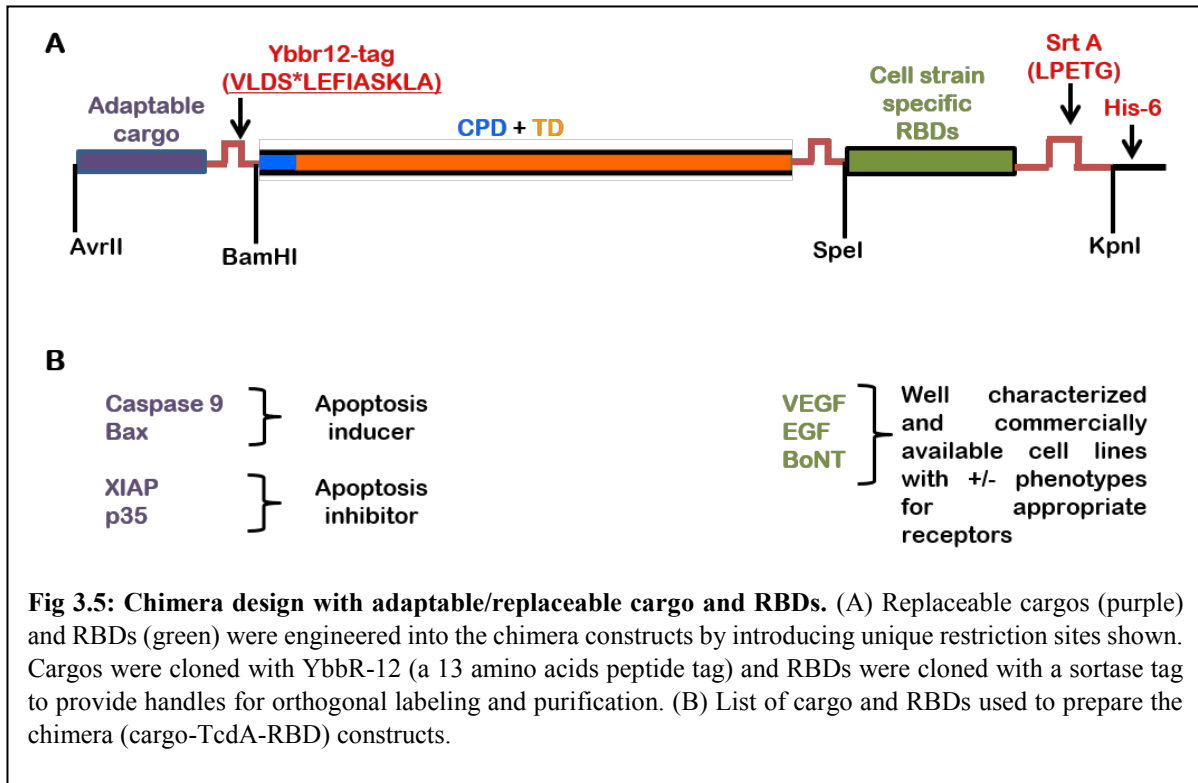 A
Ybbr12-tag
(VLDS*LEFIASKLA)
Srt A
(LPETG)
Adaptable
cargo
Cell strain
specific
RBDs
His-6
CPD + TD
AvrII
BamHI
SpeI
KpnI
B
Caspase 9
Bax
Apoptosis
inducer
XIAP
p35
Apoptosis
inhibitor
VEGF
EGF
BoNT
Well characterized
and commercially
available cell lines
with +/- phenotypes
for appropriate
receptors
Fig 3.5: Chimera design with adaptable/replaceable cargo and RBDs. (A) Replaceable cargos (purple)
and RBDs (green) were engineered into the chimera constructs by introducing unique restriction sites shown.
Cargos were cloned with YbbR-12 (a 13 amino acids peptide tag) and RBDs were cloned with a sortase tag
to provide handles for orthogonal labeling and purification. (B) List of cargo and RBDs used to prepare the
chimera (cargo-TcdA-RBD) constructs.